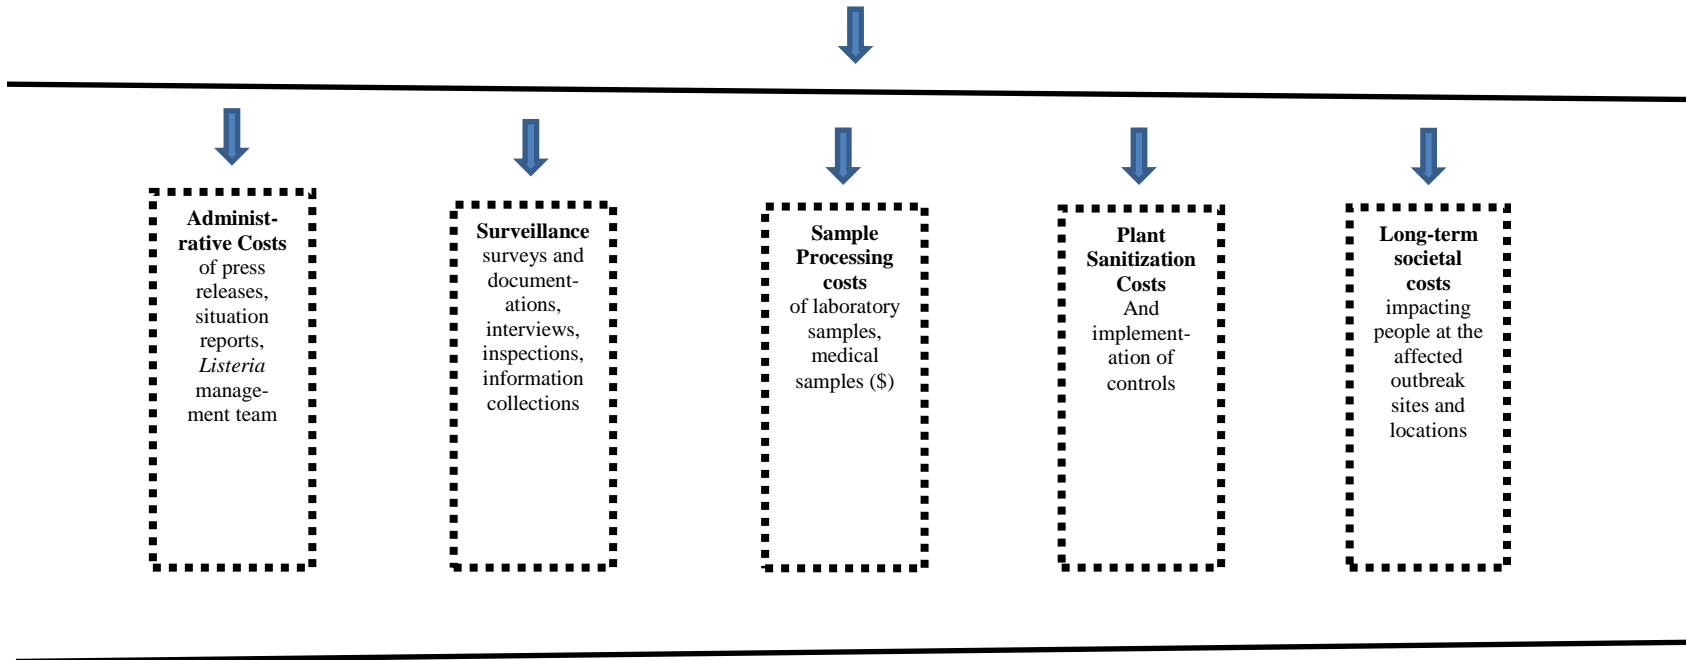 Administ-
rative Costs
of press
releases,
situation
reports,
Listeria
manage-
ment team
Surveillance
surveys and
document-
ations,
interviews,
inspections,
information
collections
Sample
Processing
costs
of laboratory
samples,
medical
samples ($)
Plant
Sanitization
Costs
And
implement-
ation of
controls
Long-term
societal
costs
impacting
people at the
affected
outbreak
sites and
locations